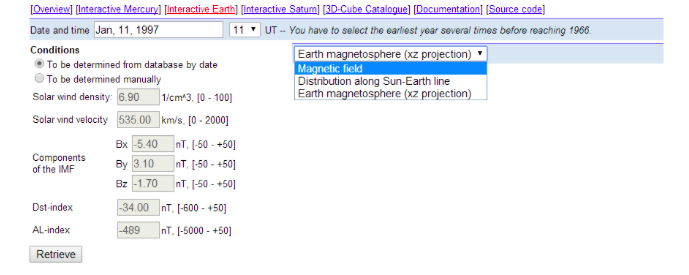 [Overview] [Interactive Mercury] [Interactive Earth] [Interactive Saturn] [3D-Cube Catalogue] [Documentation] [Source code]
Date and time Jan, 11, 1997 11 UT -- You have to select the earliest year several times before reaching 1966.
Conditions
To be determined from database by date
To be determined manually
Solar wind density: 6.90 1/cm^3, [0 - 100]
Solar vind velocity 535.00 km/s, [0 - 2000]
Components
of the IMF
Bx -5.40 nT, [-50 - +50]
By 3.10 nT, [-50 - +50]
Bz -1.70 nT, [-50 - +50]
Dst-index -34.00 nT, [-600 - +50]
AL-index -489 nT, [-5000 - +50]
Retrieve
Earth magnetosphere (xz projection)
Magnetic field
Distribution along Sun-Earth line
Earth magnetosphere (xz projection)